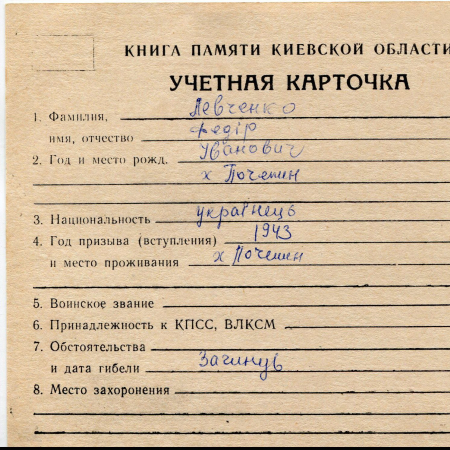 КНИГА ПАМЯТИ КИЕВСКОЙ ОБЛАСТИ
УЧЕТНАЯ КАРТОЧКА
1. Фамилия, Левченко
имя, отчество Федір
Іванович
2. Год и место рожд.
х Почепин
3. Национальность українець
4. Год призыва (вступления) 1943
и место проживания х Почепин
5. Воинское звание
6. Принадлежность к КПСС, ВЛКСМ
7. Обстоятельства
и дата гибели Загинув
8. Место захоронения